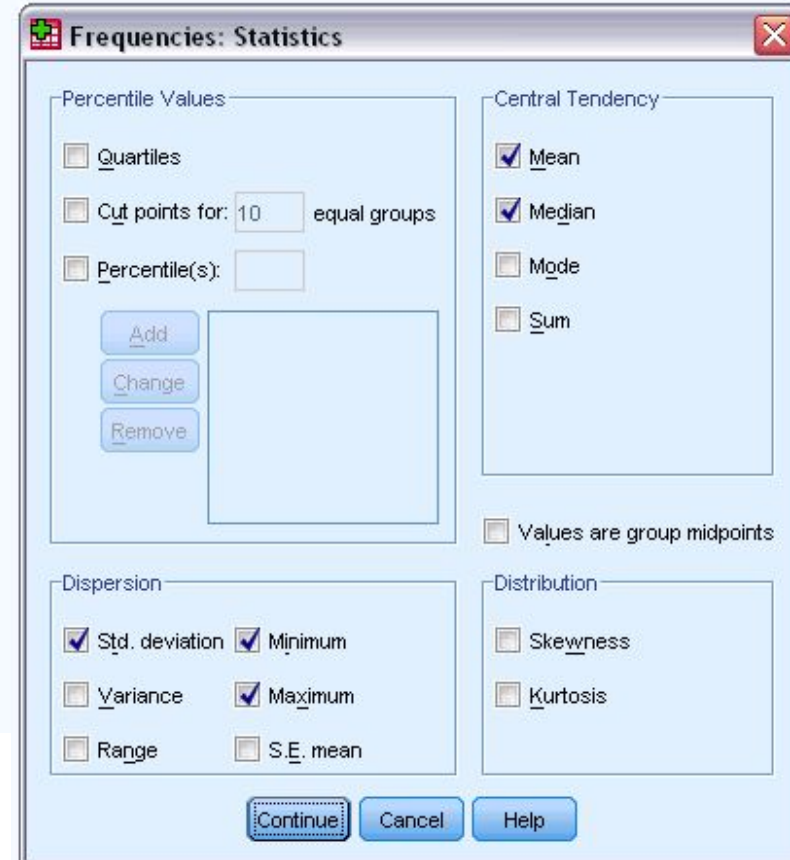 Frequencies: Statistics
Percentile Values
Quartiles
Cut points for: 10 equal groups
Percentile(s):
Add
Change
Remove
Central Tendency
Mean
Median
Mode
Sum
Values are group midpoints
Dispersion
Std. deviation Minimum
Variance Maximum
Range S.E. mean
Distribution
Skewness
Kurtosis
Continue Cancel Help